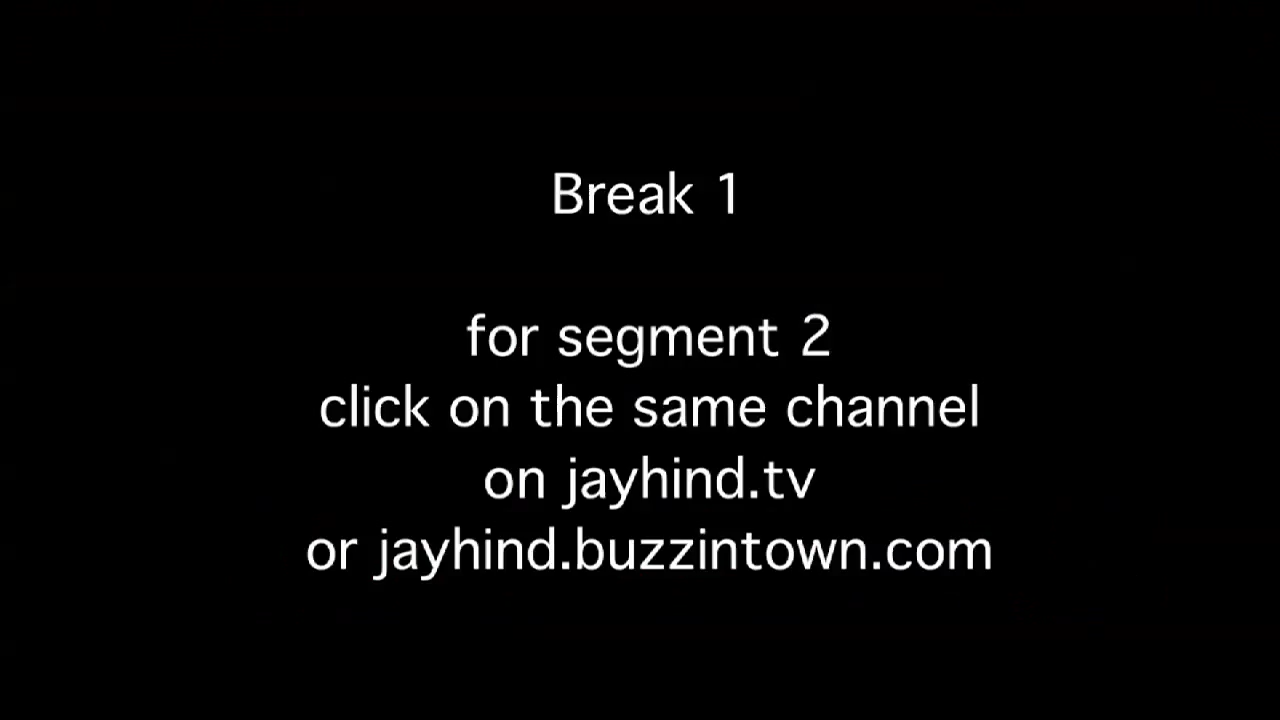 Break 1
for segment 2
click on the same channel
on jayhind.tv
or jayhind.buzzintown.com